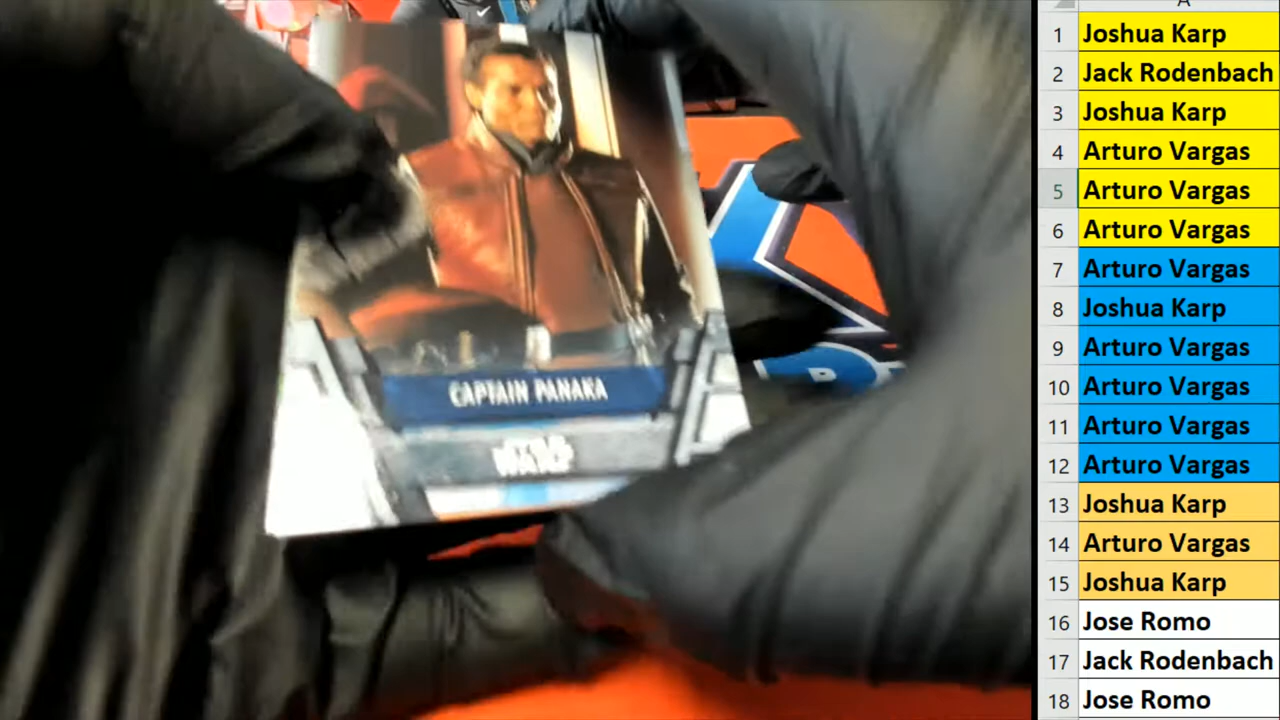 CAPTAIN PANAKA
STAR
WARS
A
1 Joshua Karp
2 Jack Rodenbach
3 Joshua Karp
4 Arturo Vargas
5 Arturo Vargas
6 Arturo Vargas
7 Arturo Vargas
8 Joshua Karp
9 Arturo Vargas
10 Arturo Vargas
11 Arturo Vargas
12 Arturo Vargas
13 Joshua Karp
14 Arturo Vargas
15 Joshua Karp
16 Jose Romo
17 Jack Rodenbach
18 Jose Romo